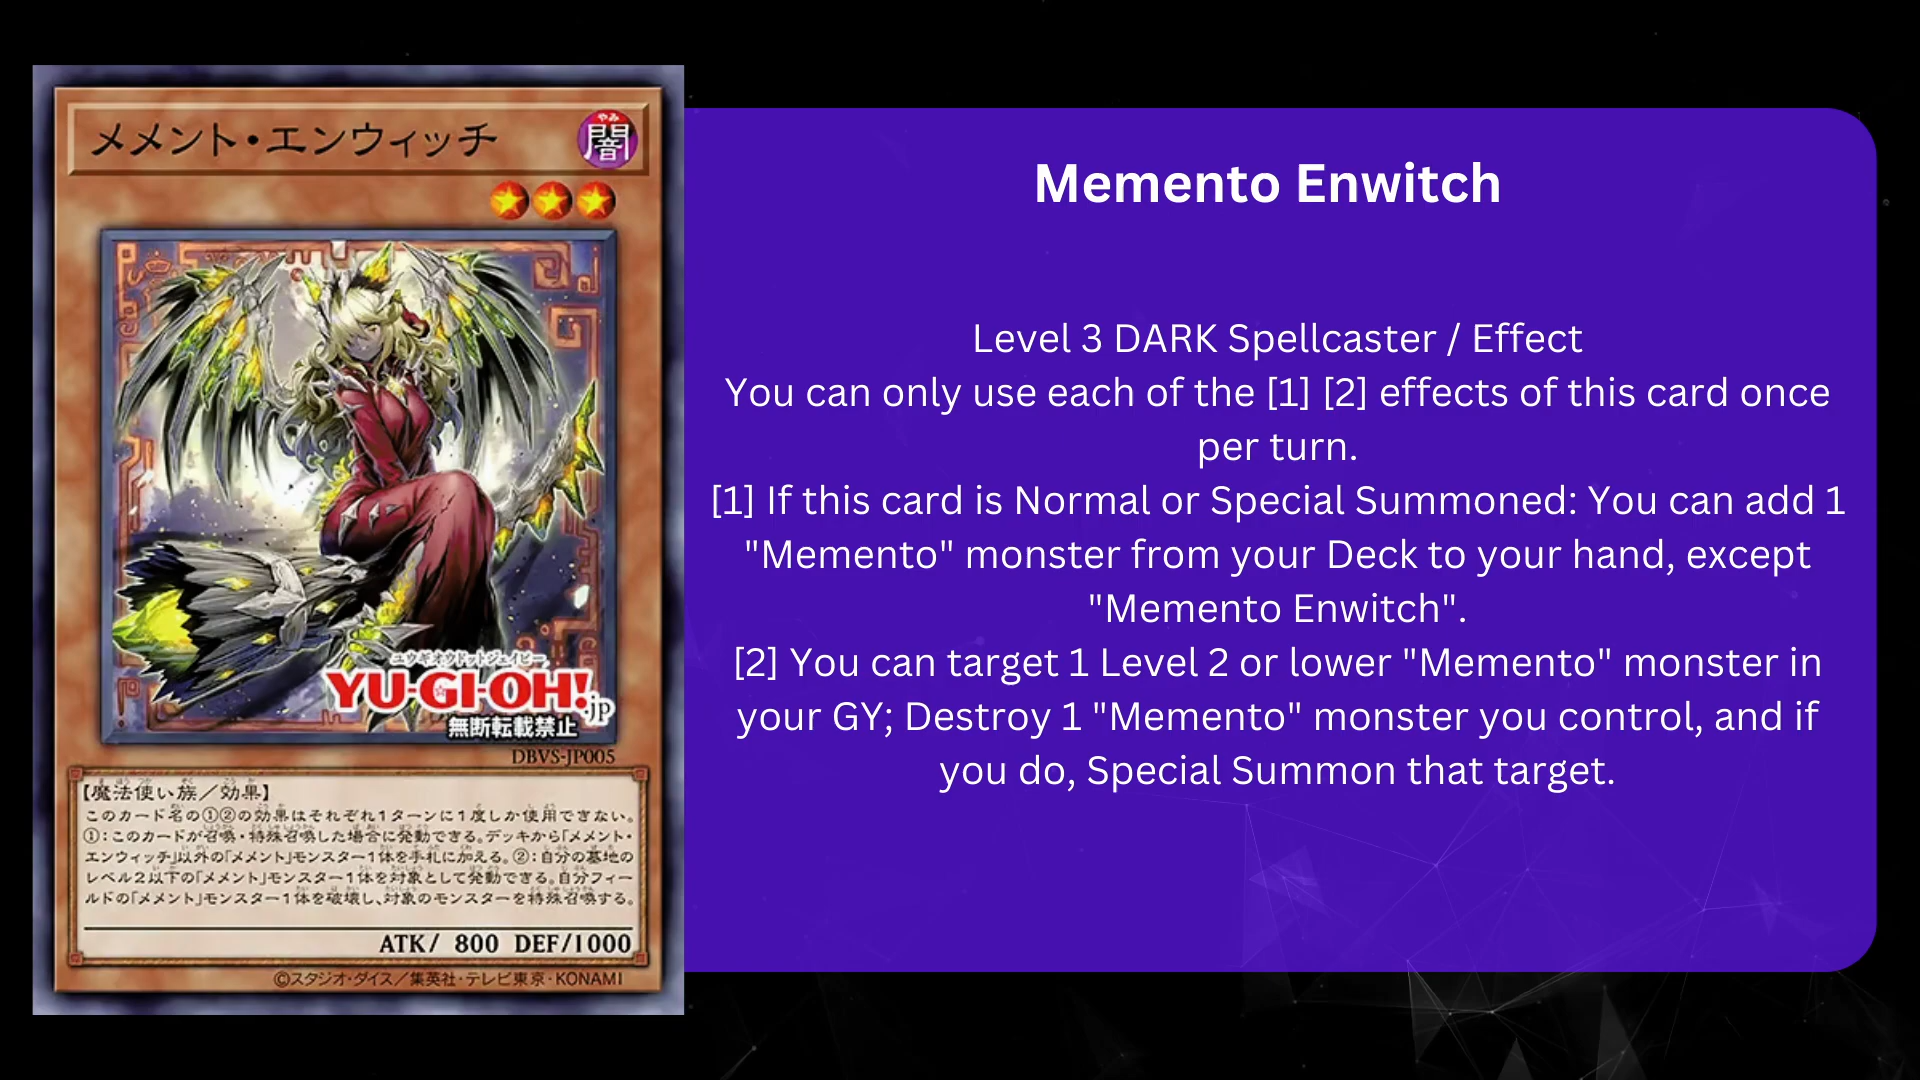 メメント・エンウィッチ
やみ
闇
ユウギオウドットジェイピー
YU-GI-OH!.jp
無断転載禁止
DBVS-JP005
【魔法使い族／効果】
このカード名の①②の効果はそれぞれ1ターンに1度しか使用できない。
①：このカードが召喚・特殊召喚した場合に発動できる。デッキから「メメント・
エンウィッチ」以外の「メメント」モンスター1体を手札に加える。②：自分の墓地の
レベル2以下の「メメント」モンスター1体を対象として発動できる。自分フィー
ルドの「メメント」モンスター1体を破壊し、対象のモンスターを特殊召喚する。
ATK/ 800 DEF/1000
©スタジオ・ダイス／集英社・テレビ東京・KONAMI
Memento Enwitch
Level 3 DARK Spellcaster / Effect
You can only use each of the [1] [2] effects of this card once
per turn.
[1] If this card is Normal or Special Summoned: You can add 1
"Memento" monster from your Deck to your hand, except
"Memento Enwitch".
[2] You can target 1 Level 2 or lower "Memento" monster in
your GY; Destroy 1 "Memento" monster you control, and if
you do, Special Summon that target.